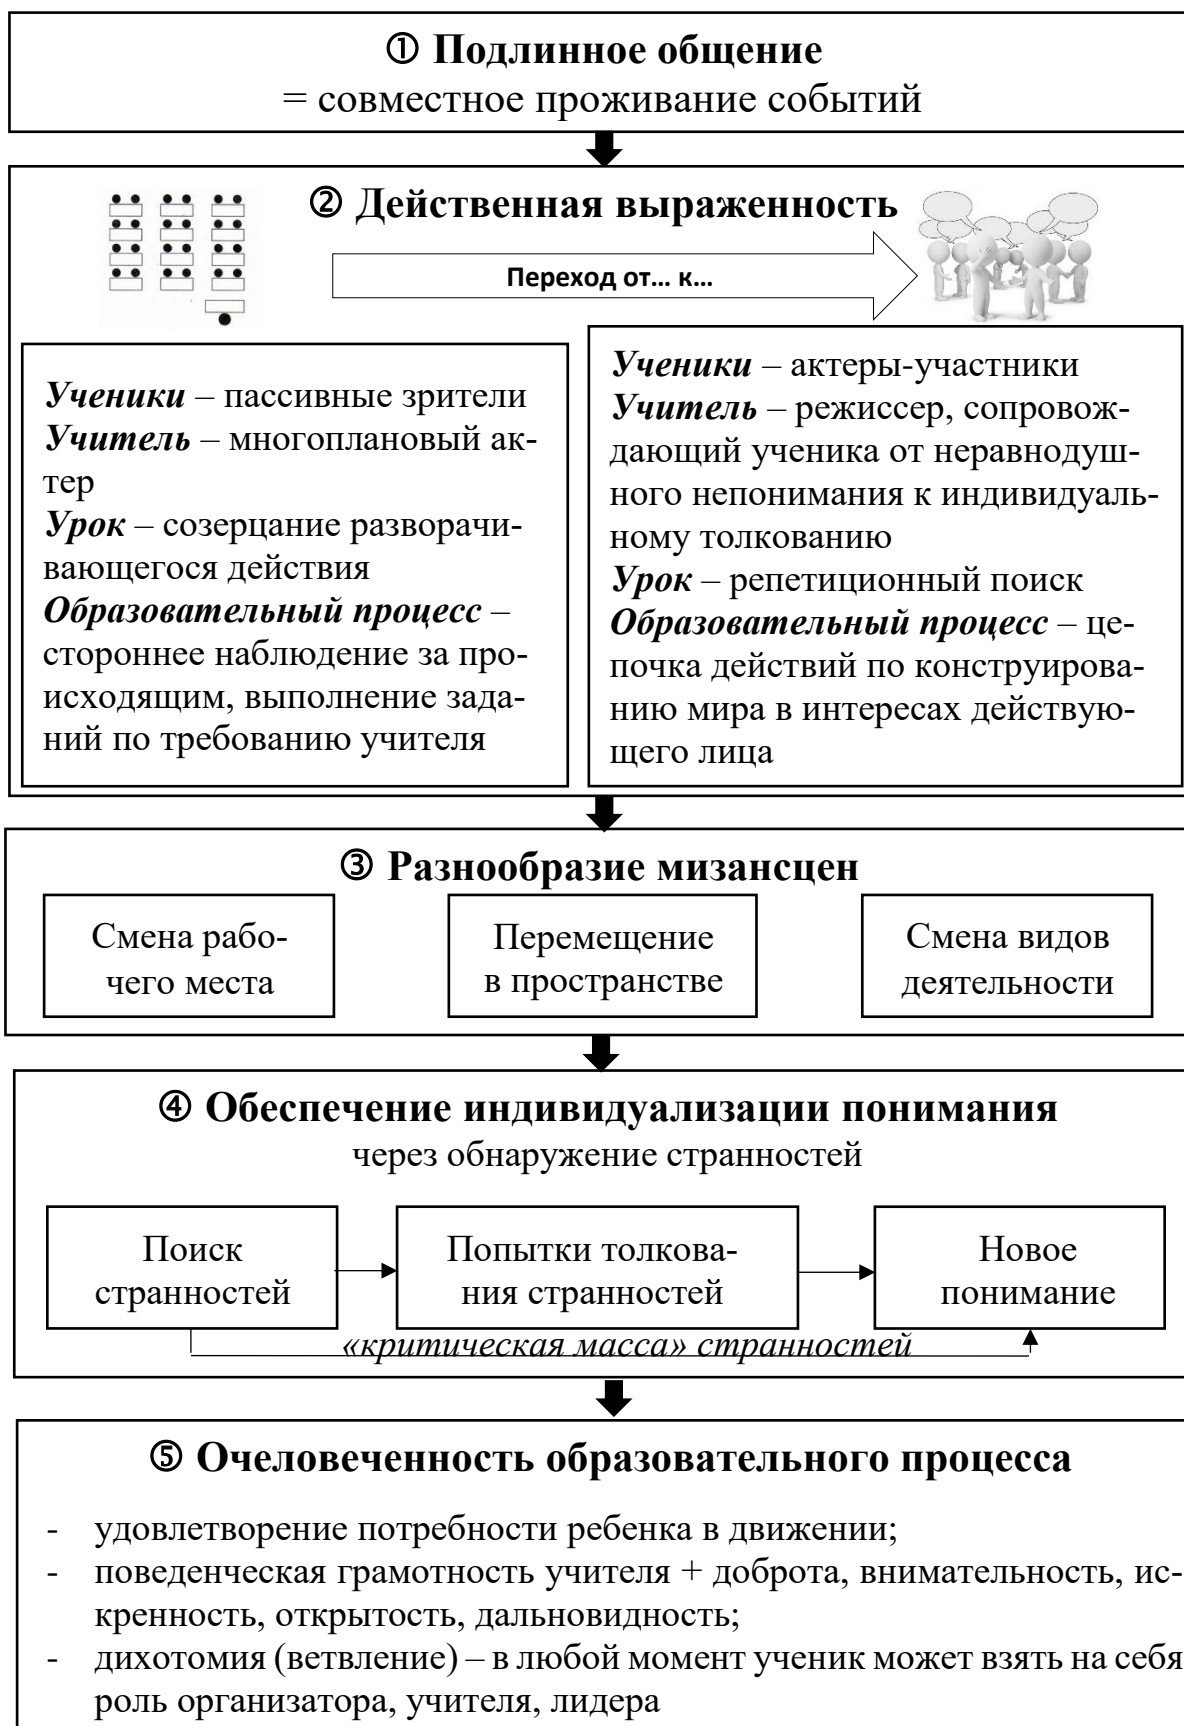 ① Подлинное общение
= совместное проживание событий
② Действенная выраженность
Переход от... к...
Ученики – пассивные зрители
Учитель – многоплановый ак-
тер
Урок – созерцание разворачи-
вающегося действия
Образовательный процесс –
стороннее наблюдение за про-
исходящим, выполнение зада-
ний по требованию учителя
Ученики – актеры-участники
Учитель – режиссер, сопровож-
дающий ученика от неравнодуш-
ного непонимания к индивидуаль-
ному толкованию
Урок – репетиционный поиск
Образовательный процесс – це-
почка действий по конструирова-
нию мира в интересах действую-
щего лица
③ Разнообразие мизансцен
Смена рабо-
чего места
Перемещение
в пространстве
Смена видов
деятельности
④ Обеспечение индивидуализации понимания
через обнаружение странностей
Поиск
странностей
Попытки толкова-
ния странностей
Новое
понимание
«критическая масса» странностей
⑤ Очеловеченность образовательного процесса
- удовлетворение потребности ребенка в движении;
- поведенческая грамотность учителя + доброта, внимательность, ис-
кренность, открытость, дальновидность;
- дихотомия (ветвление) – в любой момент ученик может взять на себя
роль организатора, учителя, лидера